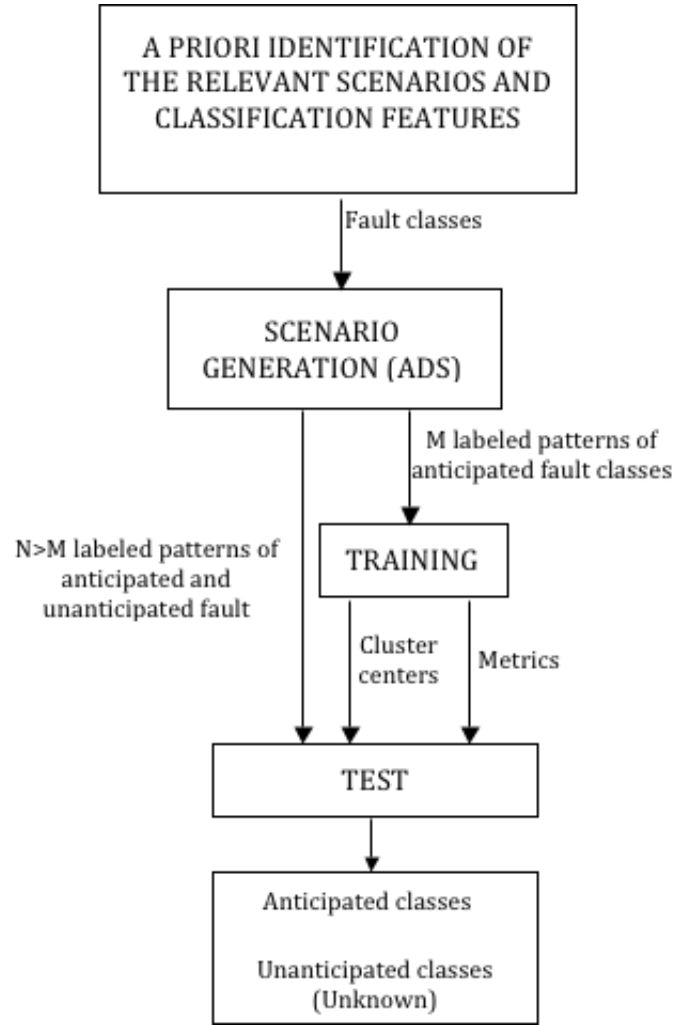 A PRIORI IDENTIFICATION OF
THE RELEVANT SCENARIOS AND
CLASSIFICATION FEATURES
Fault classes
SCENARIO
GENERATION (ADS)
M labeled patterns of
anticipated fault classes
N>M labeled patterns of
anticipated and
unanticipated fault
TRAINING
Cluster
centers
Metrics
TEST
Anticipated classes
Unanticipated classes
(Unknown)